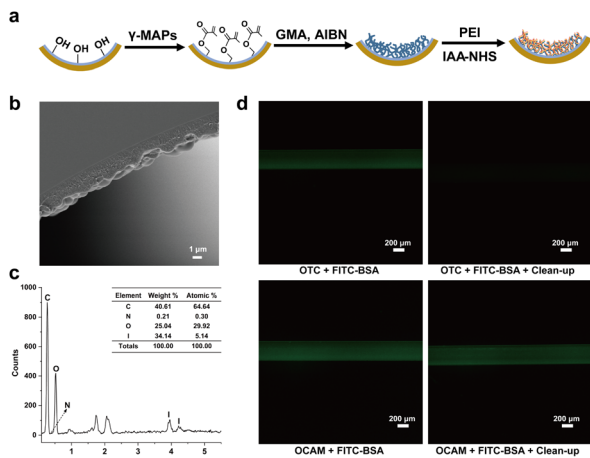 a
OH
OH
OH
γ-MAPs
O
O
O
O
O
O
GMA, AIBN
PEI
IAA-NHS
b
1 μm
c
Counts
1000
800
600
400
200
0
1
2
3
4
5
C
O
N
I
I
Element Weight % Atomic %
C 40.61 64.64
N 0.21 0.30
O 25.04 29.92
I 34.14 5.14
Totals 100.00 100.00
d
200 μm
OTC + FITC-BSA
200 μm
OTC + FITC-BSA + Clean-up
200 μm
OCAM + FITC-BSA
200 μm
OCAM + FITC-BSA + Clean-up